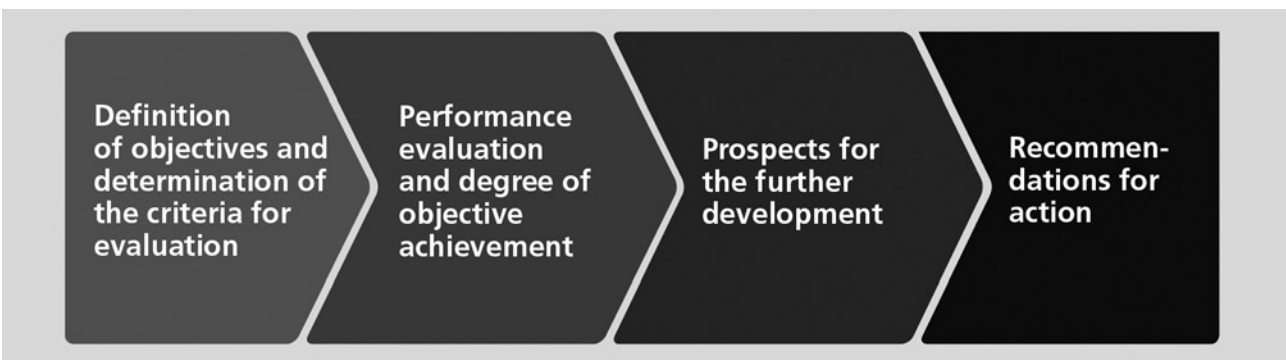 Definition
of objectives and
determination of
the criteria for
evaluation
Performance
evaluation
and degree of
objective
achievement
Prospects for
the further
development
Recommen-
dations for
action